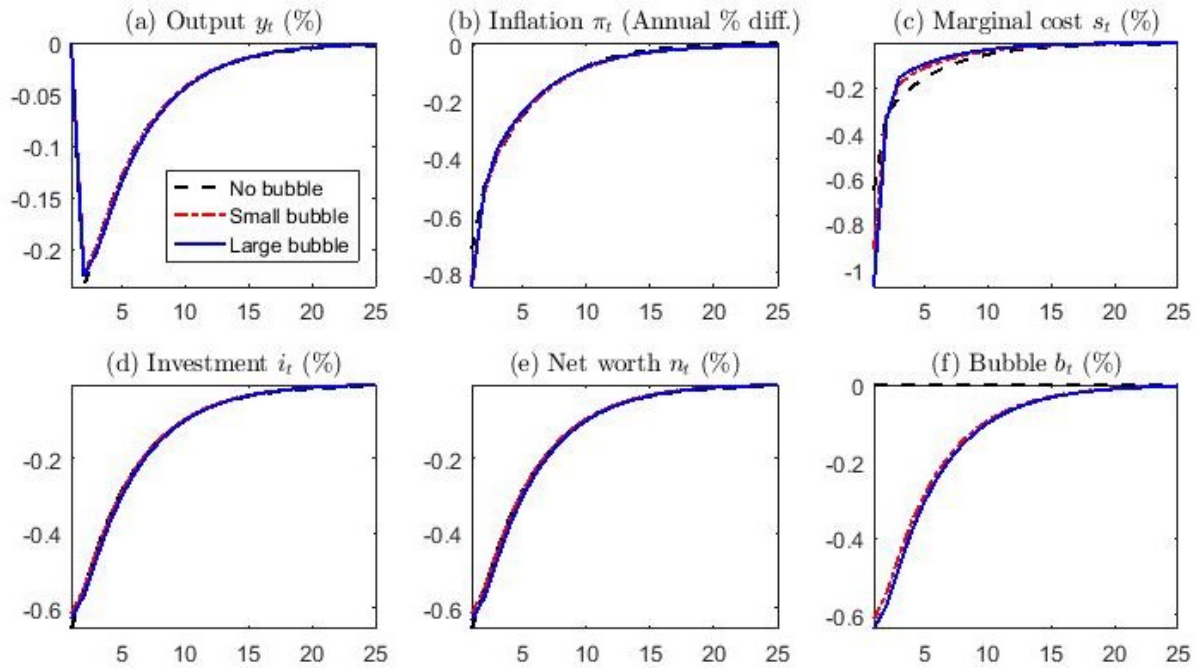 (a) Output y_t (%)
0
-0.05
-0.1
-0.15
-0.2
No bubble
Small bubble
Large bubble
5 10 15 20 25
(b) Inflation π_t (Annual % diff.)
0
-0.2
-0.4
-0.6
-0.8
5 10 15 20 25
(c) Marginal cost s_t (%)
-0.2
-0.4
-0.6
-0.8
-1
5 10 15 20 25
(d) Investment i_t (%)
-0.2
-0.4
-0.6
5 10 15 20 25
(e) Net worth n_t (%)
-0.2
-0.4
-0.6
5 10 15 20 25
(f) Bubble b_t (%)
0
-0.2
-0.4
-0.6
5 10 15 20 25